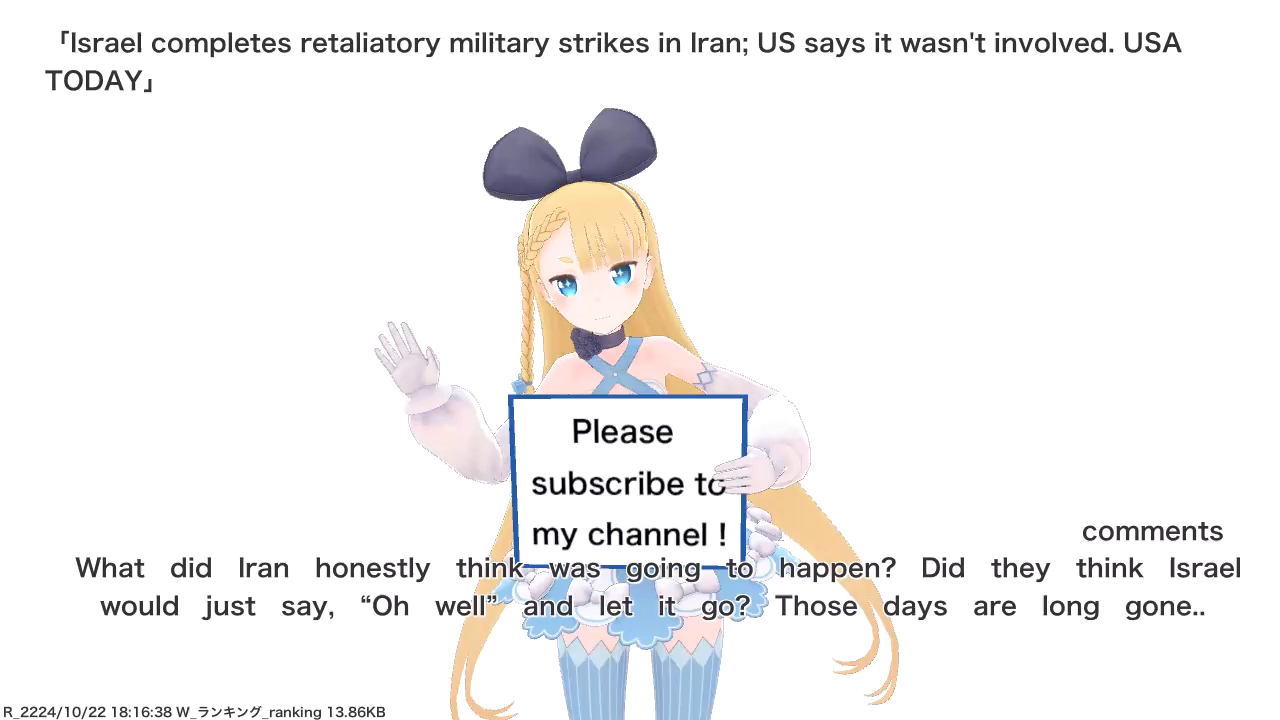 「Israel completes retaliatory military strikes in Iran; US says it wasn't involved. USA
TODAY」
Please
subscribe to
my channel !
comments
What did Iran honestly think was going to happen? Did they think Israel
would just say, “Oh well” and let it go? Those days are long gone..
R_2224/10/22 18:16:38 W_ランキング_ranking 13.86KB